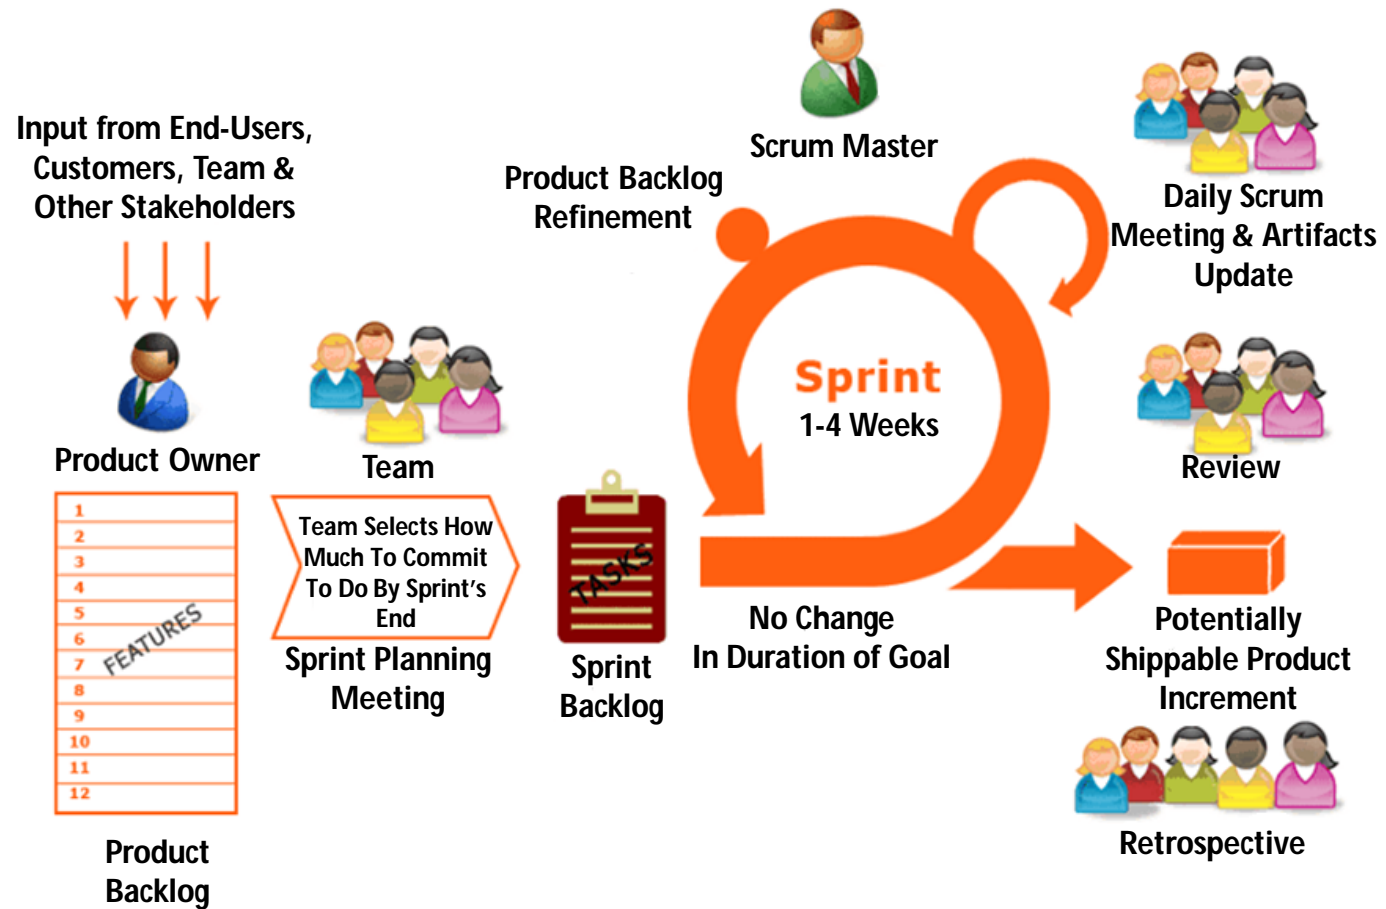 Input from End-Users,
Customers, Team &
Other Stakeholders
Product Owner
1
2
3
4
5
6
7
8
9
10
11
12
FEATURES
Product
Backlog
Team
Team Selects How
Much To Commit
To Do By Sprint's
End
Sprint Planning
Meeting
TASKS
Sprint
Backlog
Product Backlog
Refinement
Scrum Master
Sprint
1-4 Weeks
No Change
In Duration of Goal
Daily Scrum
Meeting & Artifacts
Update
Review
Potentially
Shippable Product
Increment
Retrospective